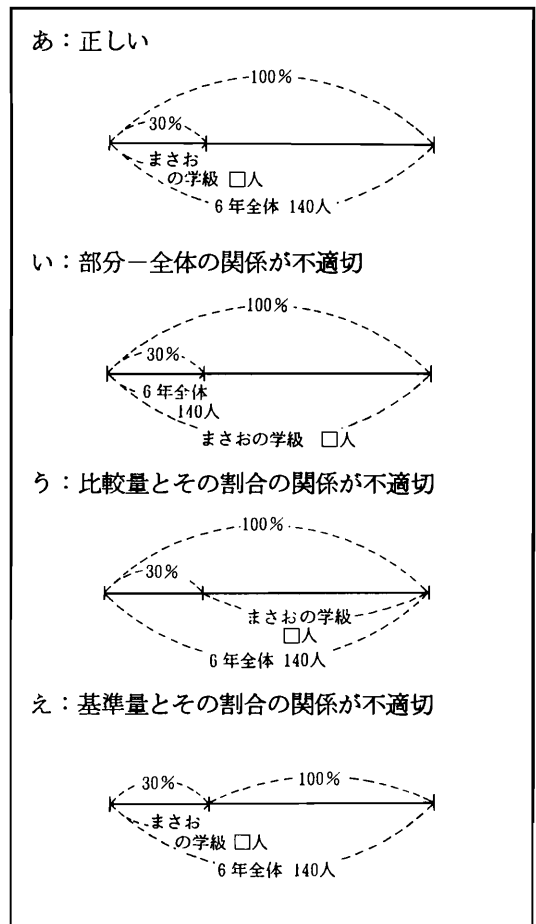 あ：正しい
100％
30％
まさお
の学級 □人
6年全体 140人
い：部分－全体の関係が不適切
100％
30％
6年全体
140人
まさおの学級 □人
う：比較量とその割合の関係が不適切
100％
30％
まさおの学級
□人
6年全体 140人
え：基準量とその割合の関係が不適切
30％
100％
まさお
の学級 □人
6年全体 140人